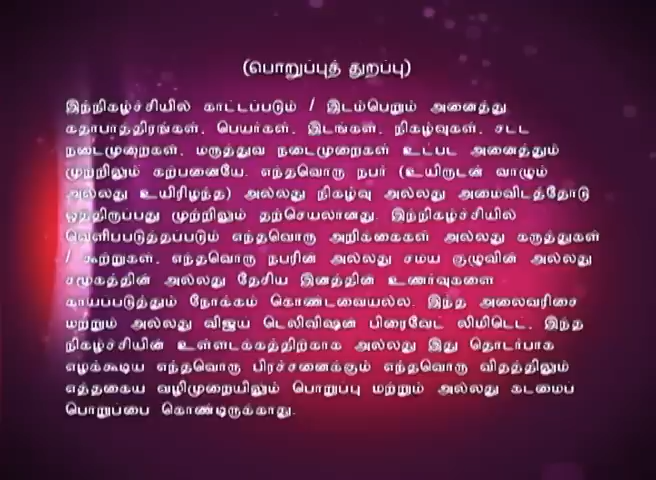 (பொறுப்புத் துறப்பு)
இந்நிகழ்ச்சியில் காட்டப்படும் / இடம்பெறும் அனைத்து
கதாபாத்திரங்கள், பெயர்கள், இடங்கள், நிகழ்வுகள், சட்ட
நடைமுறைகள், மருத்துவ நடைமுறைகள் உட்பட அனைத்தும்
முற்றிலும் கற்பனையே. எந்தவொரு நபர் (உயிருடன் வாழும்
அல்லது உயிரிழந்த) அல்லது நிகழ்வு அல்லது அமைவிடத்தோடு
ஒத்திருப்பது முற்றிலும் தற்செயலானது. இந்நிகழ்ச்சியில்
வெளிப்படுத்தப்படும் எந்தவொரு அறிக்கைகள் அல்லது கருத்துகள்
/ கூற்றுகள், எந்தவொரு நபரின் அல்லது சமய குழுவின் அல்லது
சமூகத்தின் அல்லது தேசிய இனத்தின் உணர்வுகளை
காயப்படுத்தும் நோக்கம் கொண்டவையல்ல. இந்த அலைவரிசை
மற்றும் அல்லது விஜய் டெலிவிஷன் பிரைவேட் லிமிடெட், இந்த
நிகழ்ச்சியின் உள்ளடக்கத்திற்காக அல்லது இது தொடர்பாக
எழக்கூடிய எந்தவொரு பிரச்சனைக்கும் எந்தவொரு விதத்திலும்
எத்தகைய வழிமுறையிலும் பொறுப்பு மற்றும் அல்லது கடமைப்
பொறுப்பை கொண்டிருக்காது.